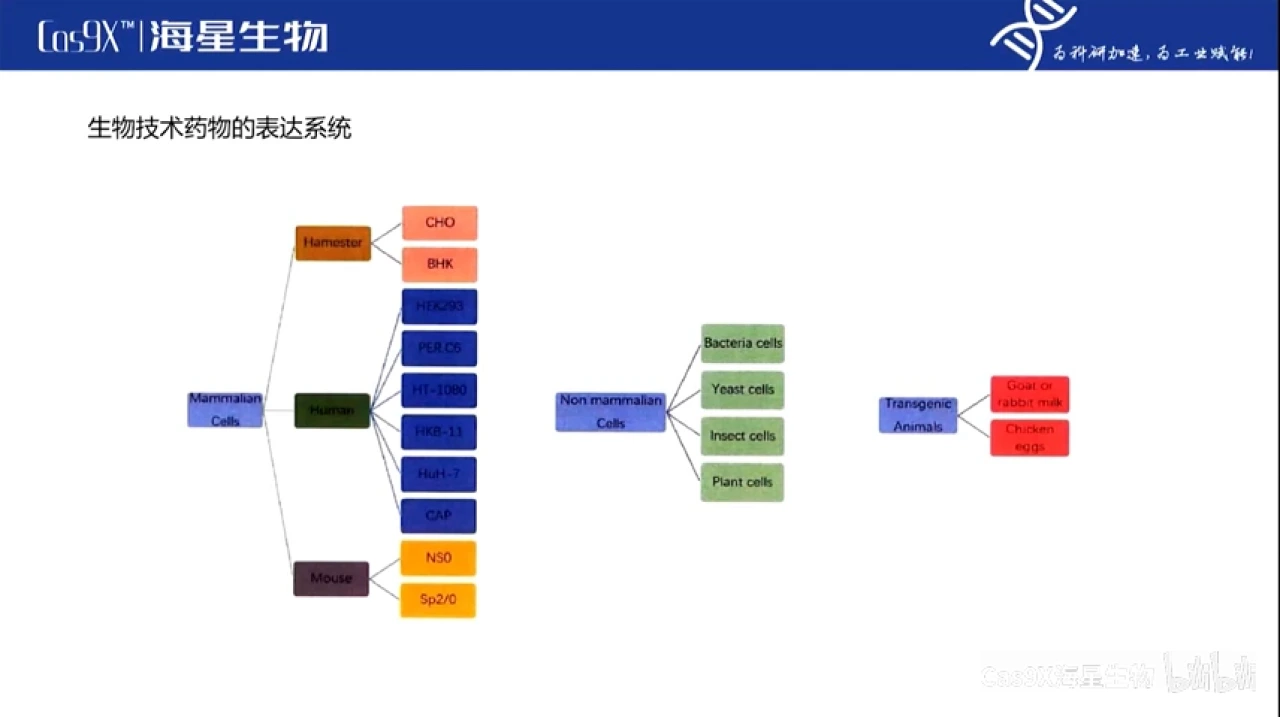 Cas9X™|海星生物
为科研加速,为工业赋能!
生物技术药物的表达系统
Mammalian
Cells
Hamester
CHO
BHK
Human
HEK293
PER.C6
HT-1080
HKB-11
HuH-7
CAP
Mouse
NS0
Sp2/0
Non mammalian
Cells
Bacteria cells
Yeast cells
Insect cells
Plant cells
Transgenic
Animals
Goat or
rabbit milk
Chicken
eggs
Cas9X海星生物 bilibili